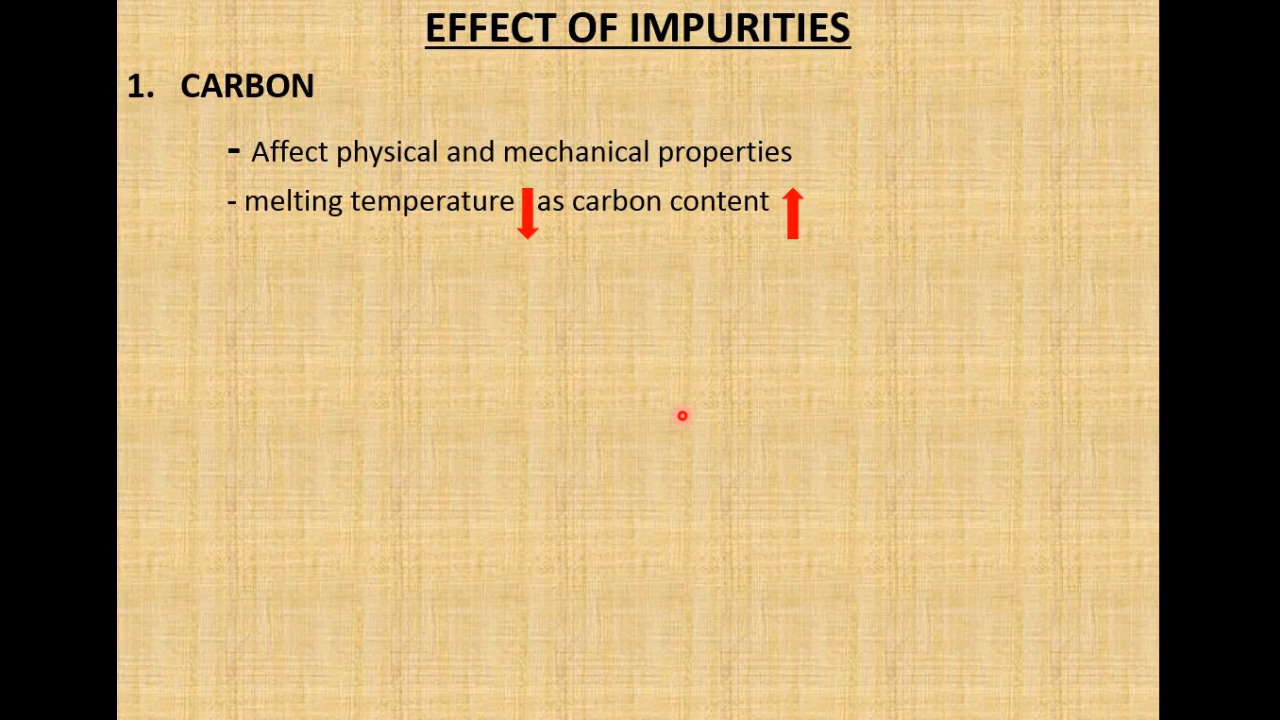 EFFECT OF IMPURITIES
1. CARBON
- Affect physical and mechanical properties
- melting temperature as carbon content